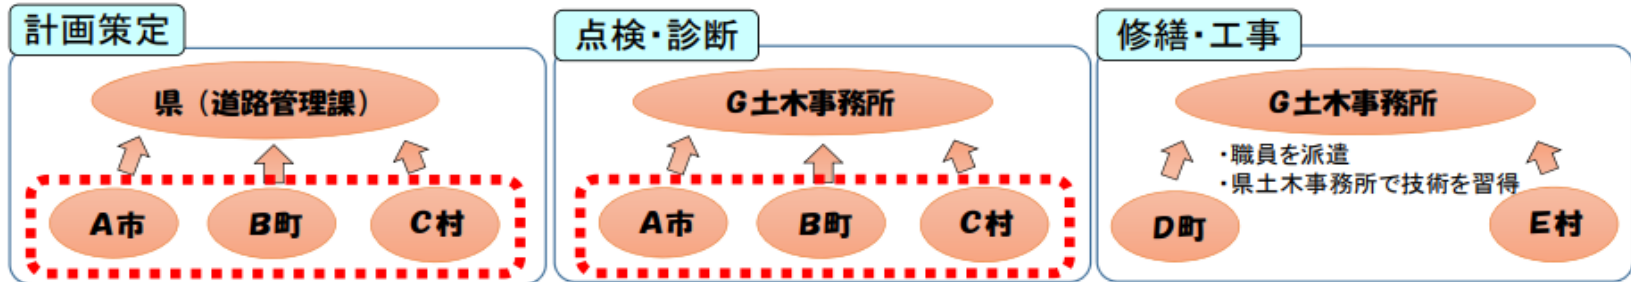 計画策定
県（道路管理課）
A市
B町
C村
点検・診断
G土木事務所
A市
B町
C村
修繕・工事
G土木事務所
・職員を派遣
・県土木事務所で技術を習得
D町
E村